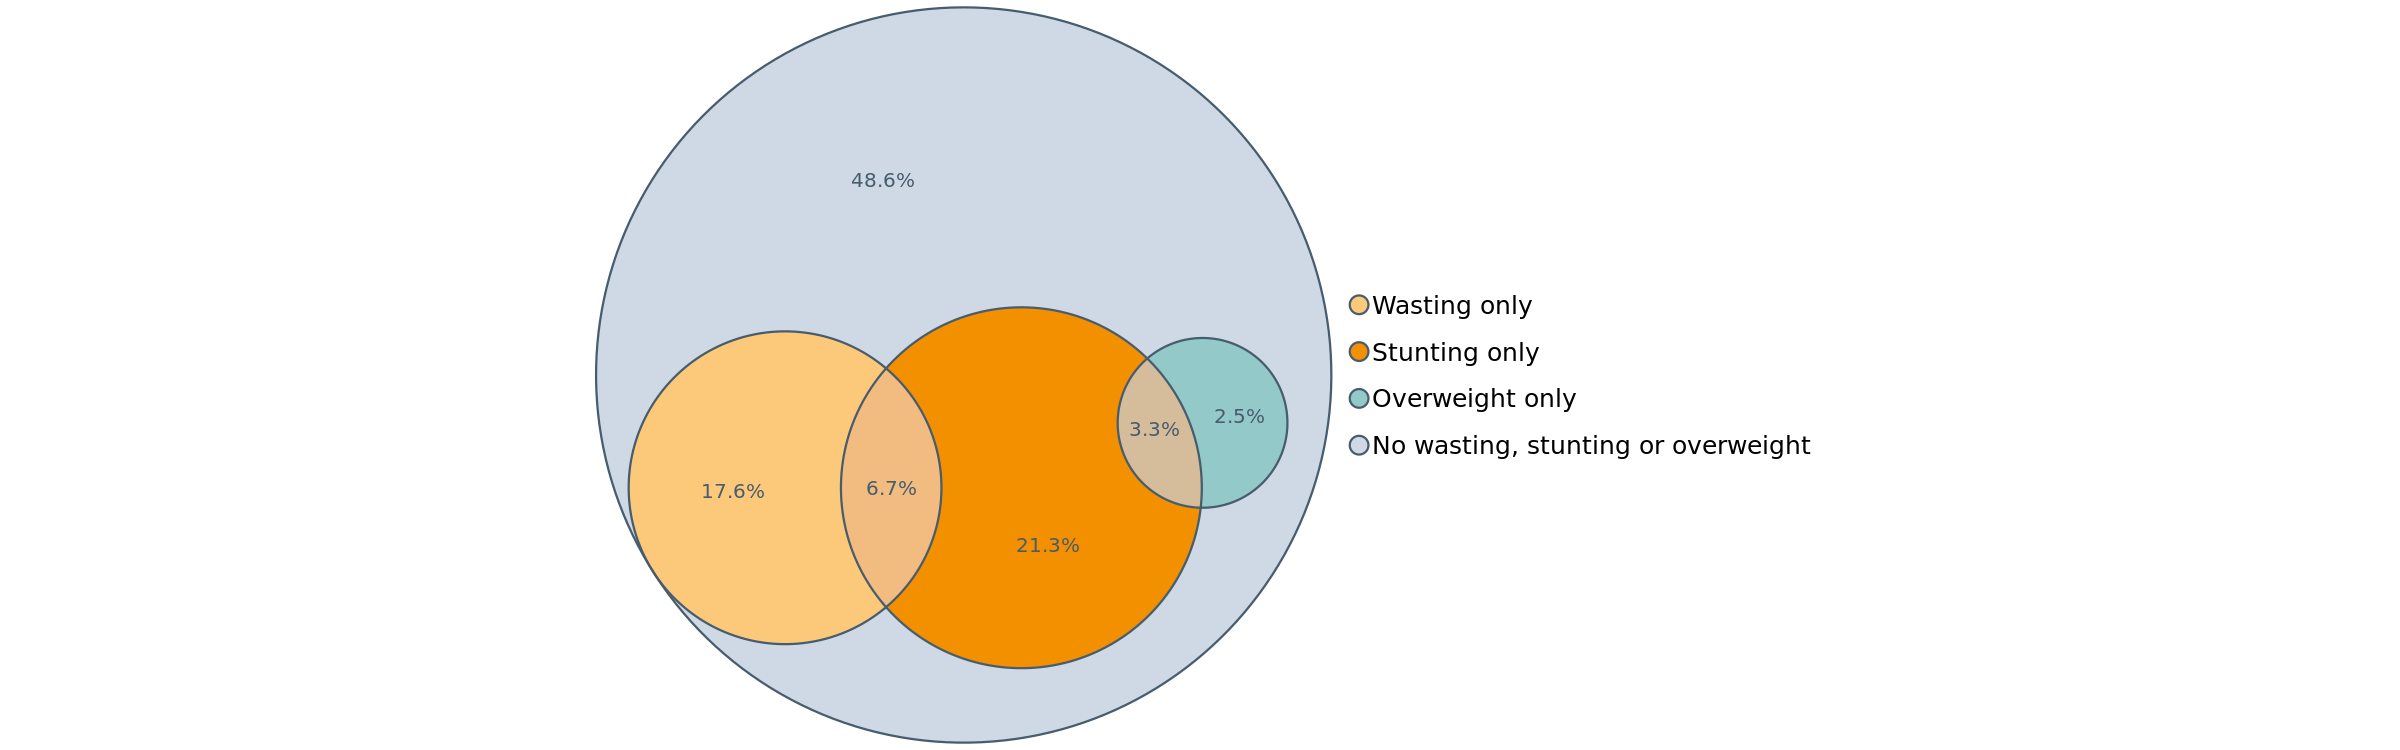 48.6%
Wasting only
Stunting only
Overweight only
No wasting, stunting or overweight
2.5%
3.3%
17.6%
6.7%
21.3%